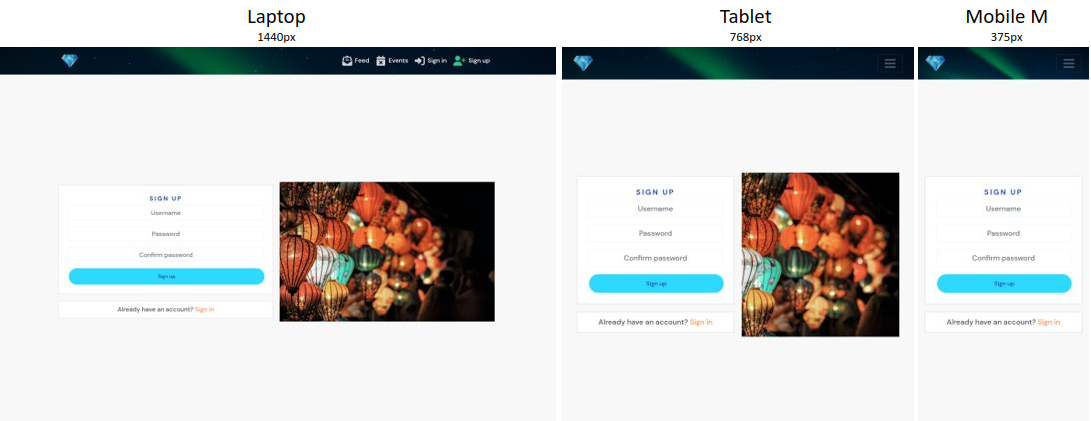 Laptop
1440px
Feed
Events
Sign in
Sign up
SIGN UP
Username
Password
Confirm password
Sign up
Already have an account? Sign in
Tablet
768px
SIGN UP
Username
Password
Confirm password
Sign up
Already have an account? Sign in
Mobile M
375px
SIGN UP
Username
Password
Confirm password
Sign up
Already have an account? Sign in